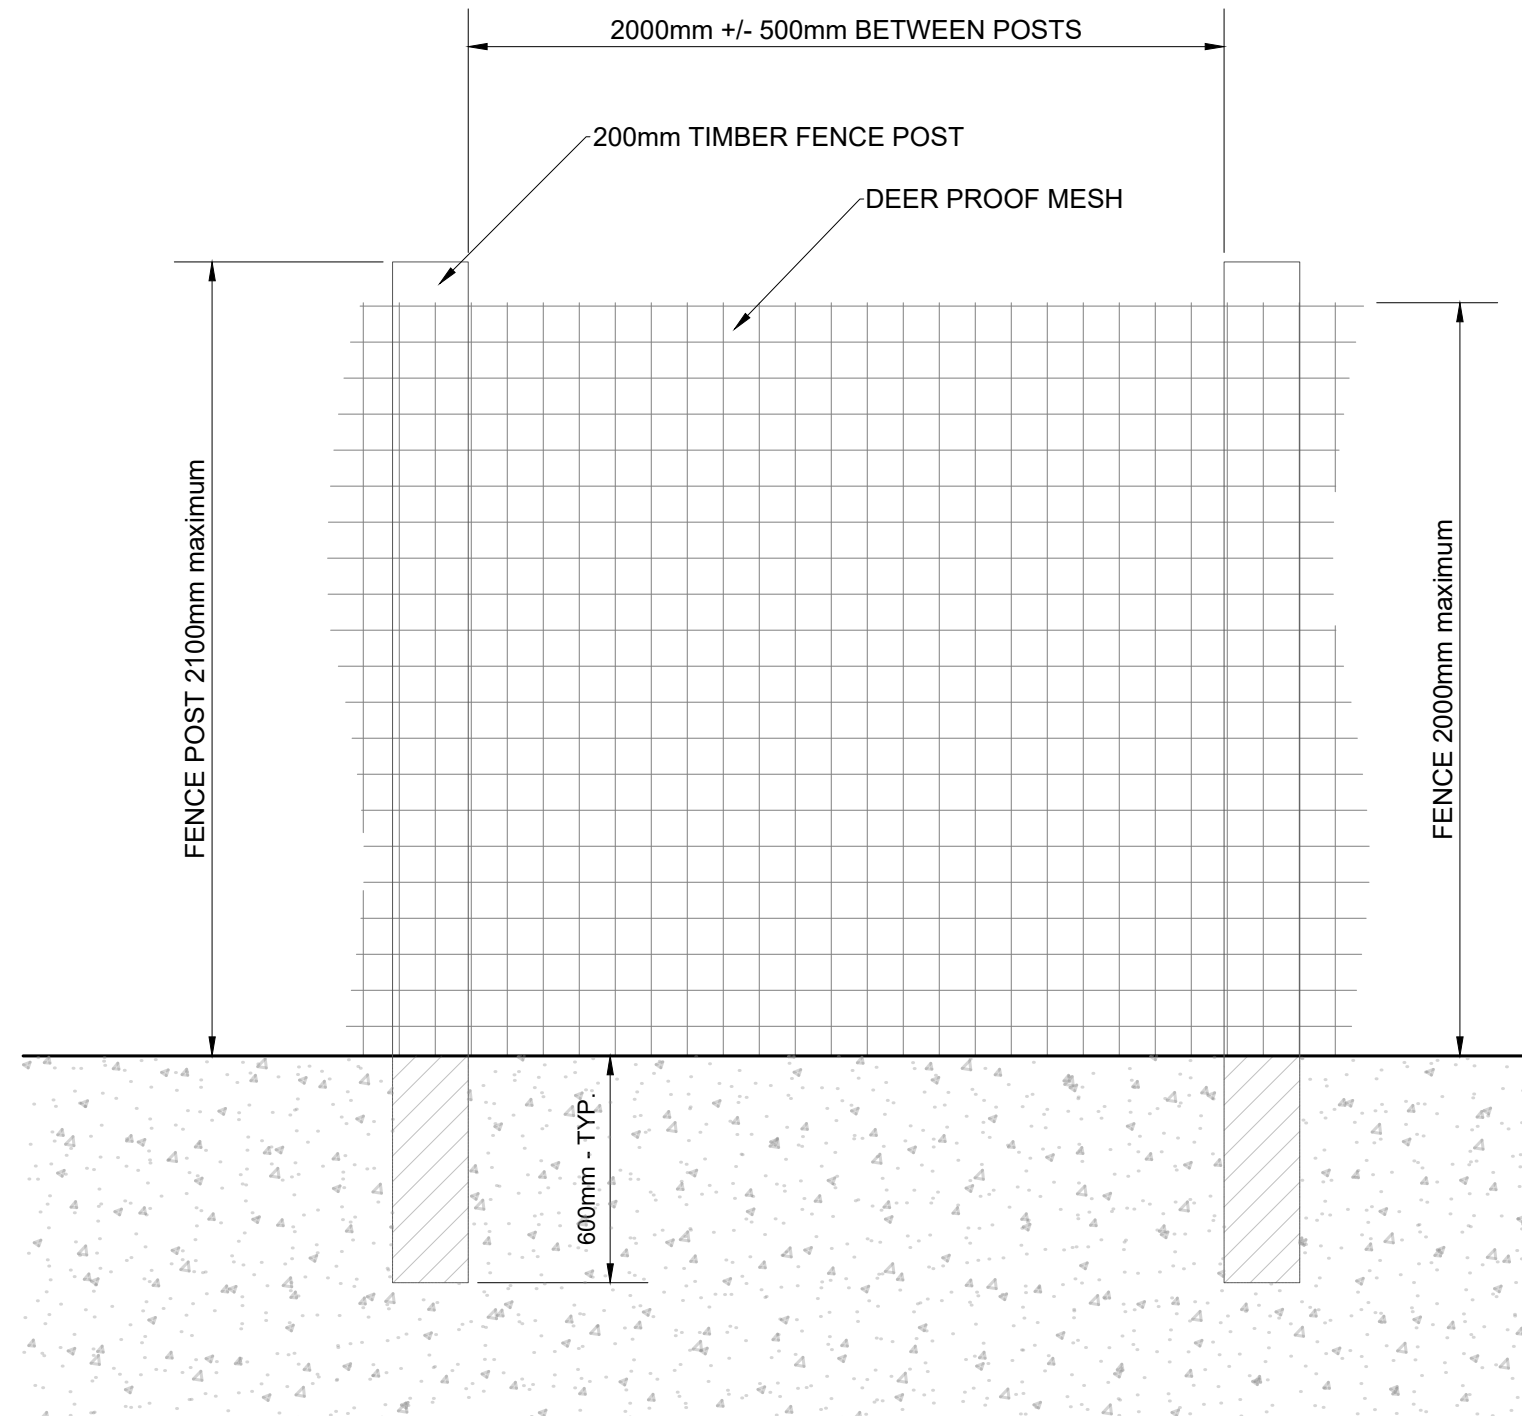 2000mm +/- 500mm BETWEEN POSTS
200mm TIMBER FENCE POST
DEER PROOF MESH
FENCE POST 2100mm maximum
FENCE 2000mm maximum
600mm - TYP.